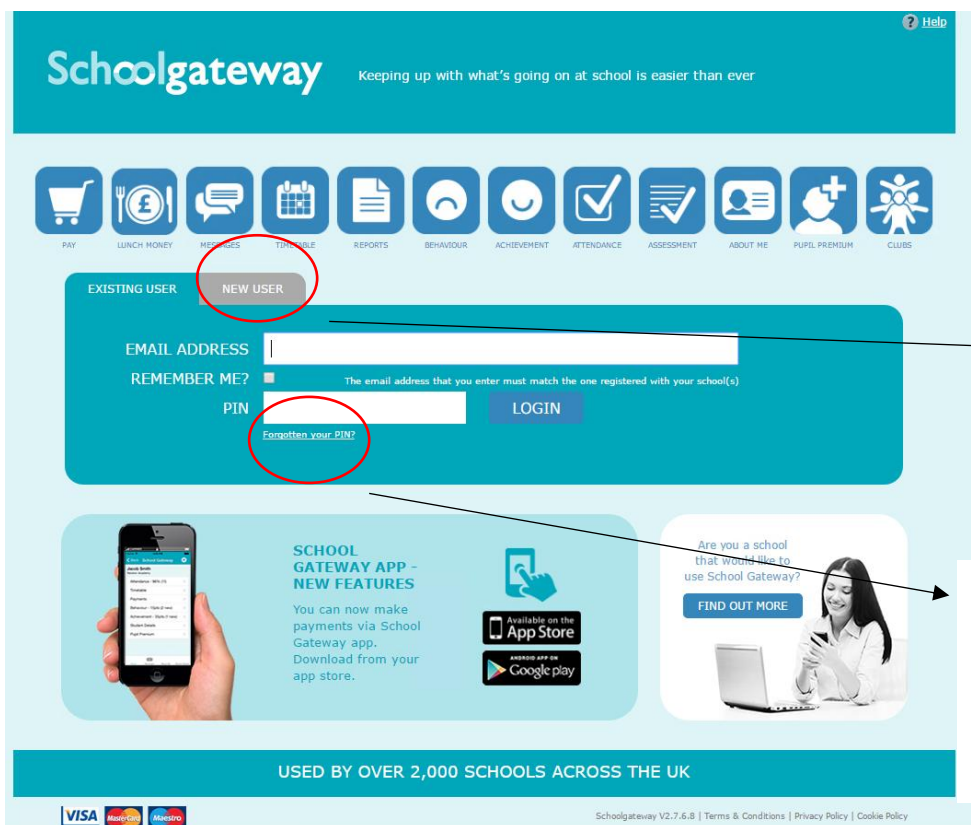 Help
Schoolgateway
Keeping up with what's going on at school is easier than ever
PAY
LUNCH MONEY
MESSAGES
TIMETABLE
REPORTS
BEHAVIOUR
ACHIEVEMENT
ATTENDANCE
ASSESSMENT
ABOUT ME
PUPIL PREMIUM
CLUBS
EXISTING USER
NEW USER
EMAIL ADDRESS
REMEMBER ME?
The email address that you enter must match the one registered with your school(s)
PIN
LOGIN
Forgotten your PIN?
SCHOOL
GATEWAY APP -
NEW FEATURES
You can now make
payments via School
Gateway app.
Download from your
app store.
Available on the
App Store
ANDROID APP ON
Google play
Are you a school
that would like to
use School Gateway?
FIND OUT MORE
USED BY OVER 2,000 SCHOOLS ACROSS THE UK
VISA
MasterCard
Maestro
Schoolgateway V2.7.6.8 | Terms & Conditions | Privacy Policy | Cookie Policy